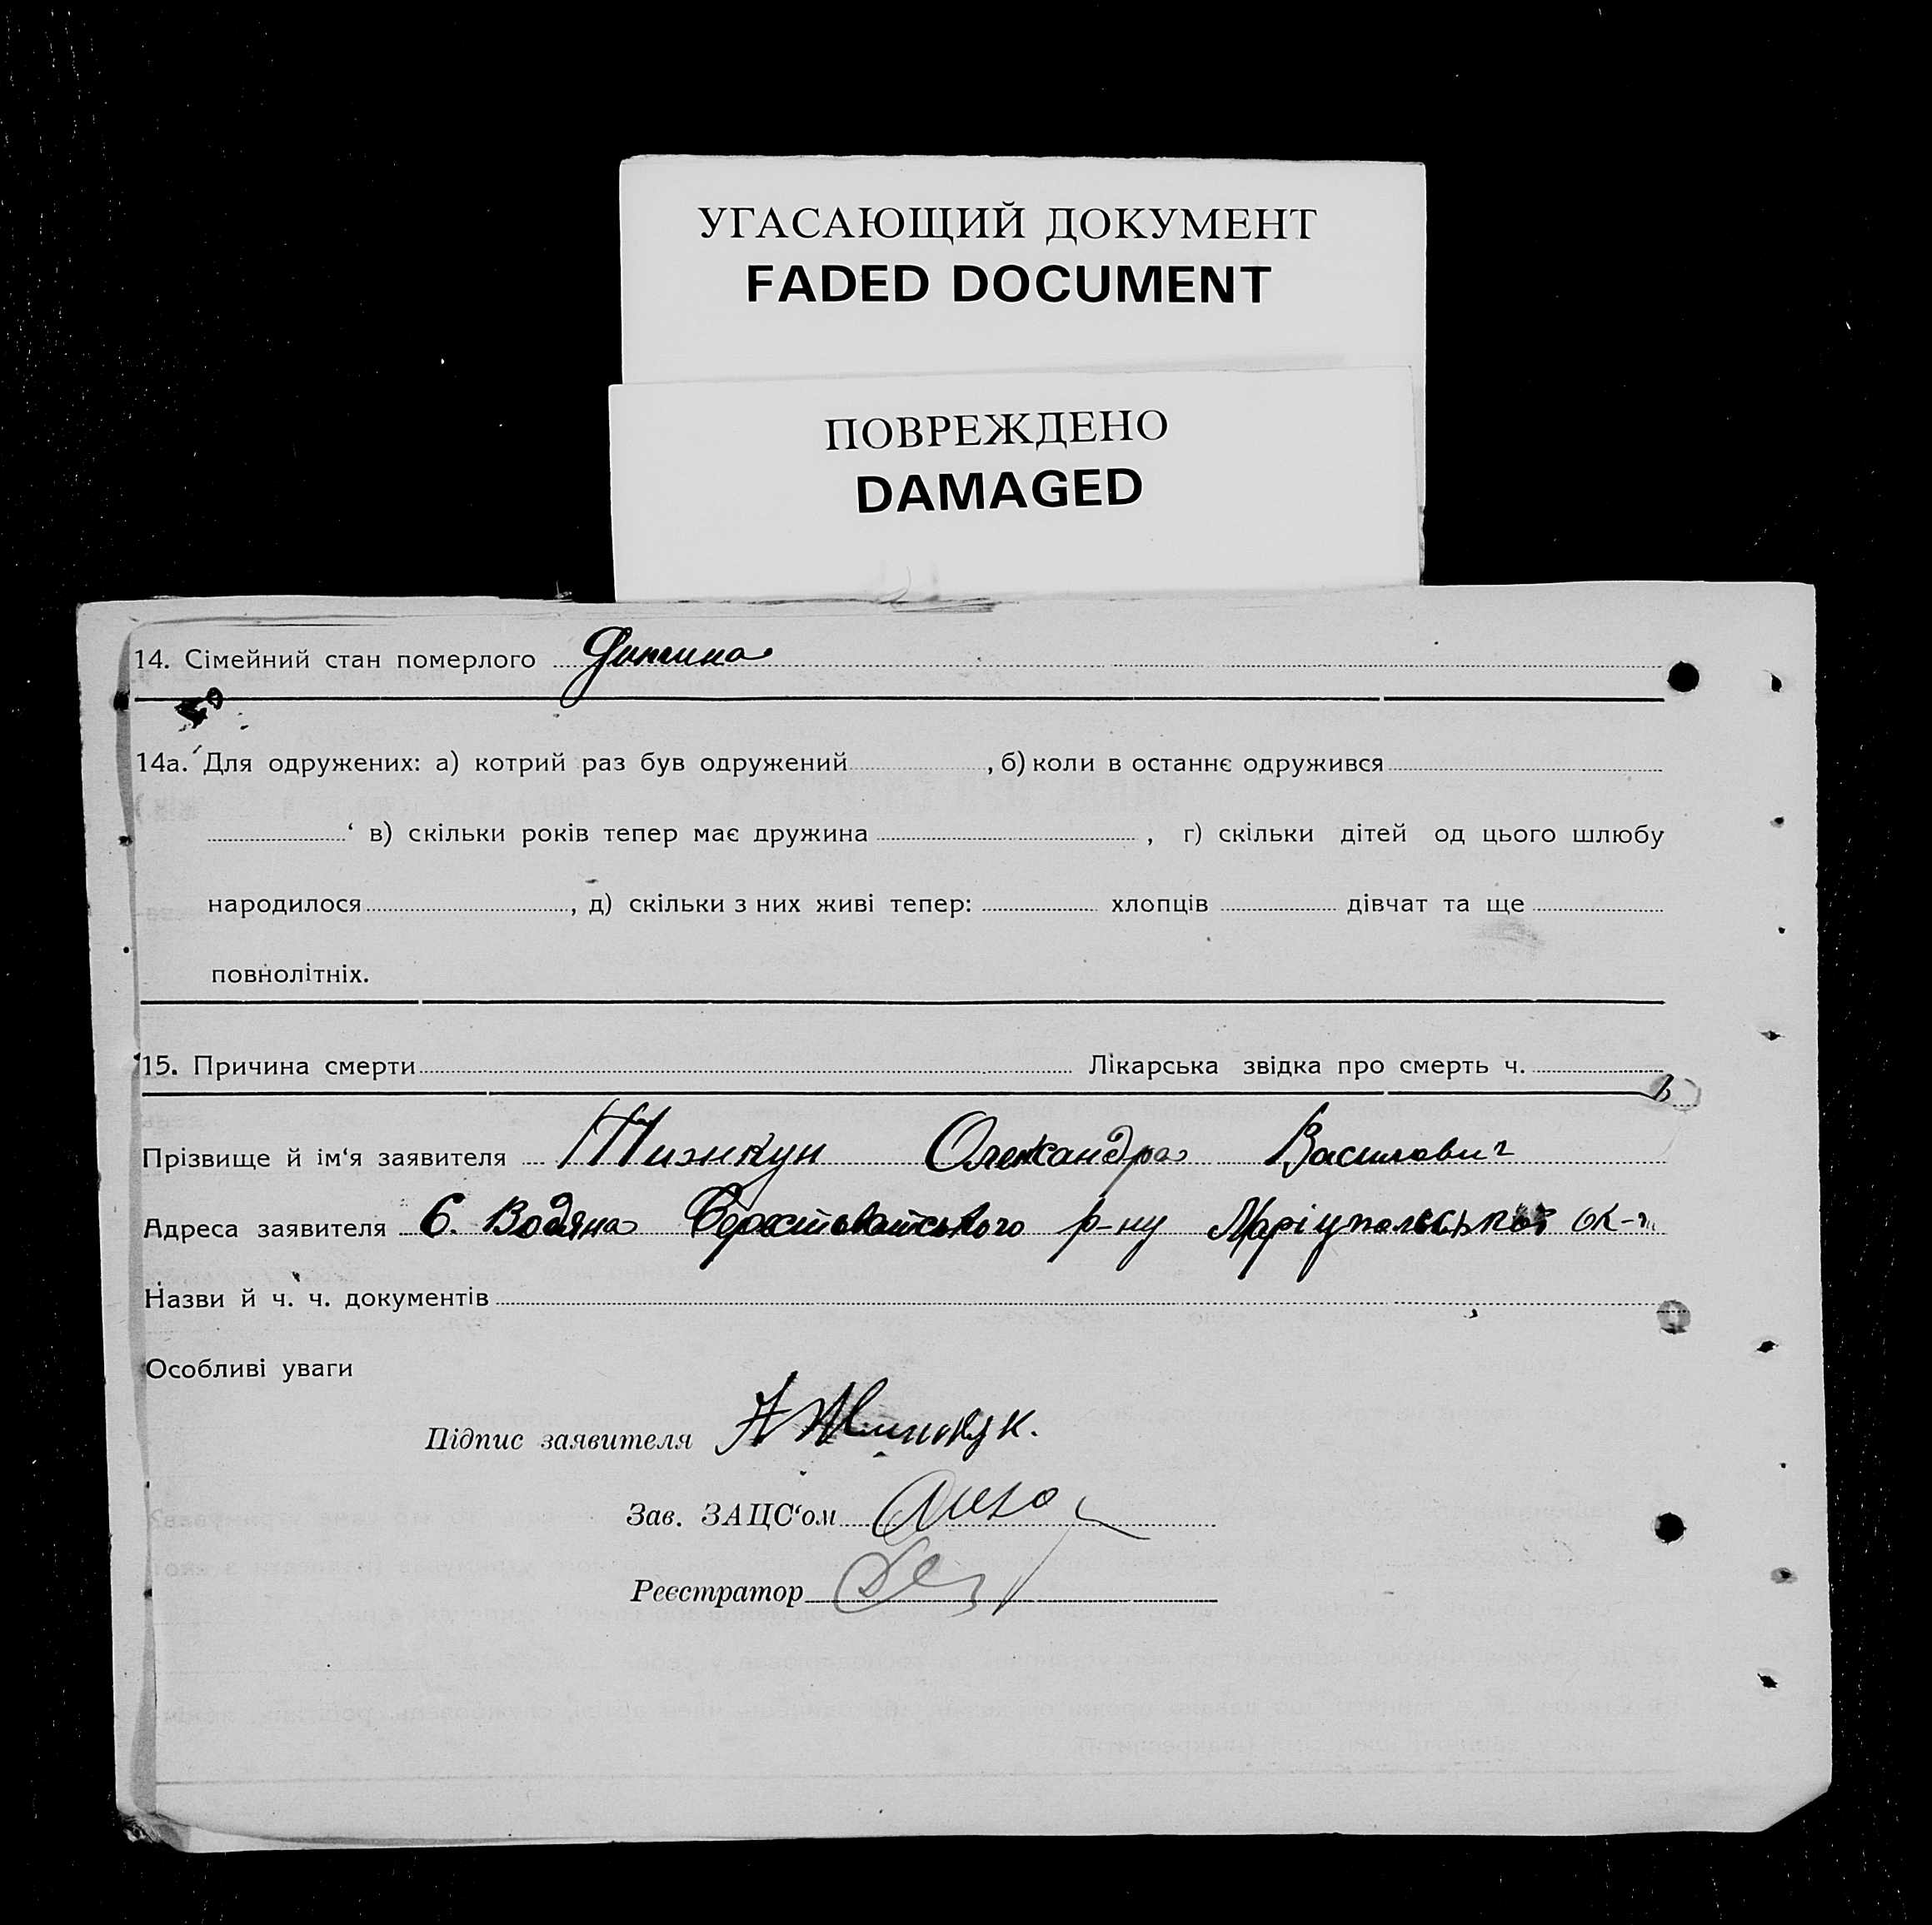 УГАСАЮЩИЙ ДОКУМЕНТ
FADED DOCUMENT
ПОВРЕЖДЕНО
DAMAGED
14. Сімейний стан померлого Дитина
14а. Для одружених: а) котрий раз був одружений , б) коли в останнє одружився
в) скільки років тепер має дружина , г) скільки дітей од цього шлюбу
народилося , д) скільки з них живі тепер: хлопців дівчат та ще
повнолітніх.
15. Причина смерти Лікарська звідка про смерть ч.
Прізвище й ім‘я заявителя Олександра Василович
Адреса заявителя С. Водяна р-ну Маріупольської ок-
Назви й ч. ч. документів
Особливі уваги
Підпис заявителя
Зав. ЗАЦС‘ом
Реєстратор